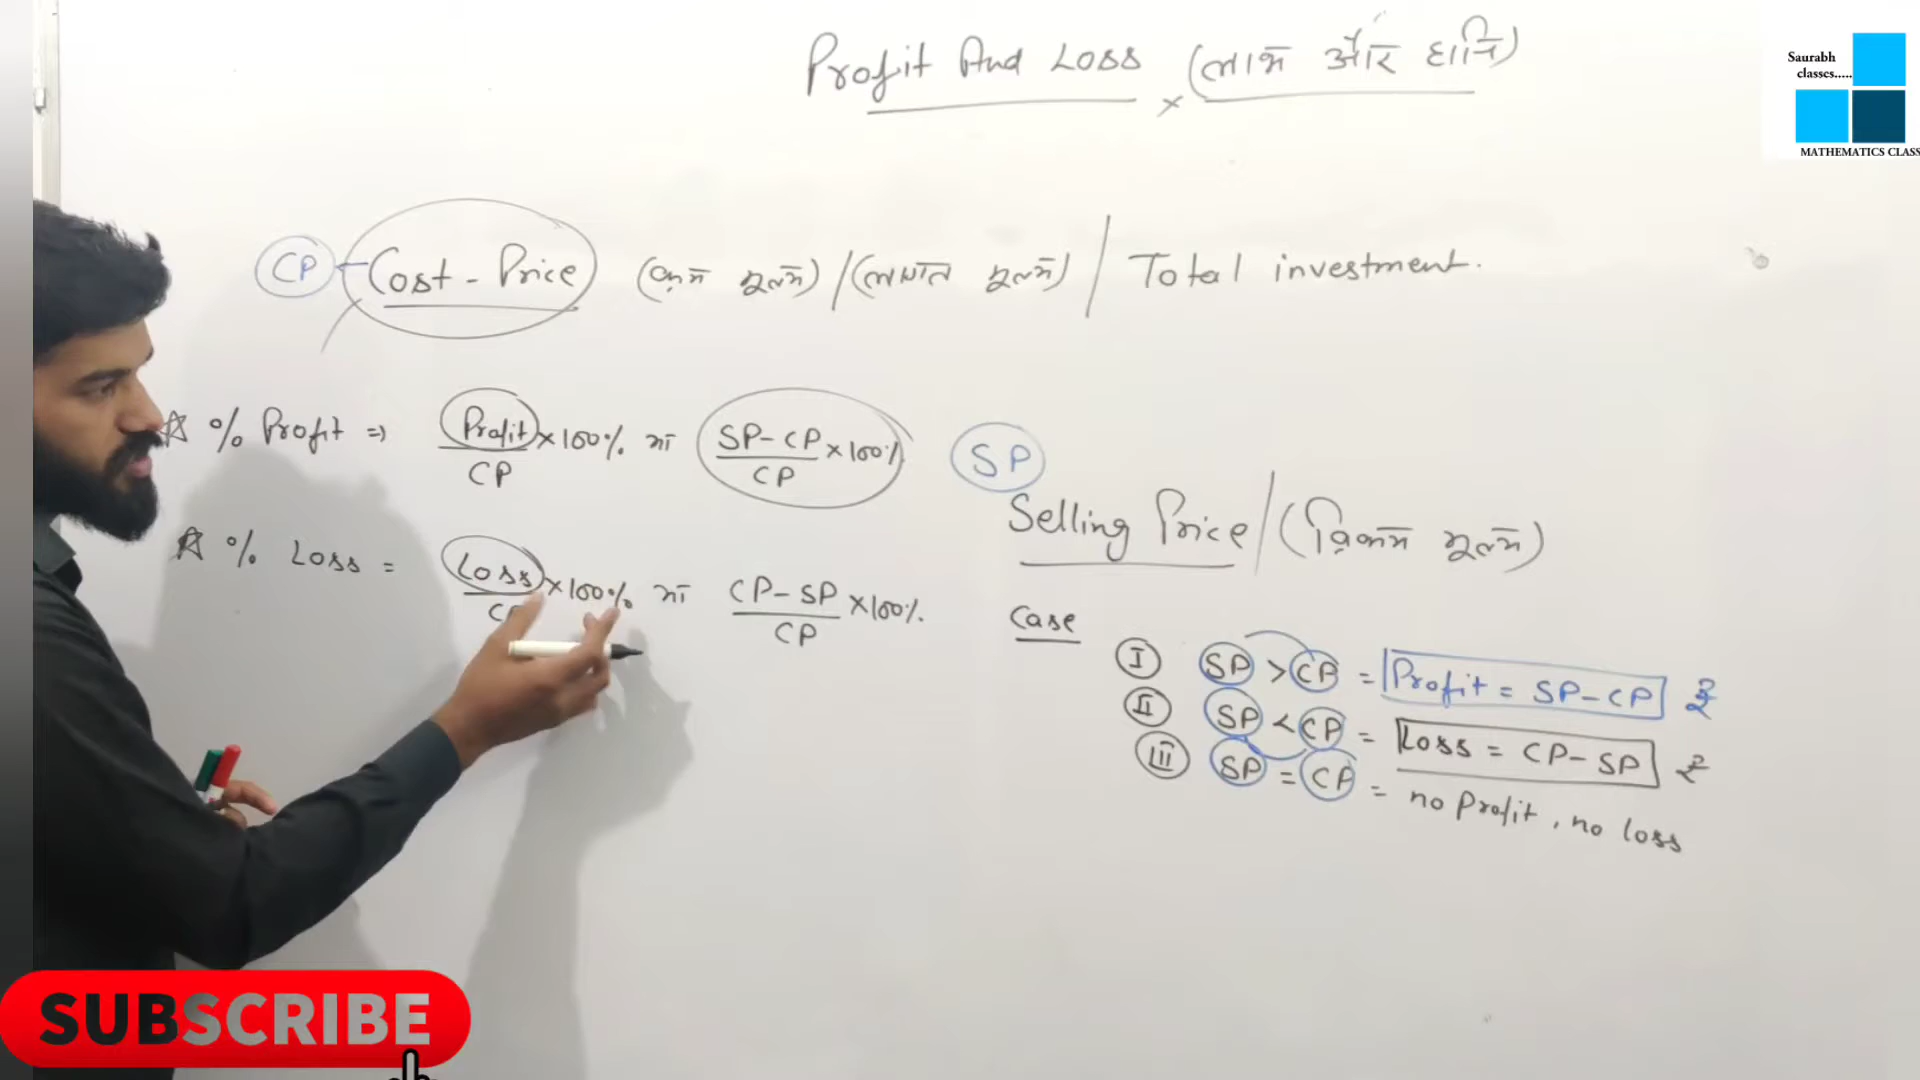 Profit And Loss (लाभ और हानि)
Saurabh
classes.....
MATHEMATICS CLASS
CP ← Cost - Price (क्रय मूल्य) / (लागत मूल्य) / Total investment.
☆ % Profit ⇒ Profit/CP × 100% या SP-CP/CP × 100%
☆ % Loss = Loss/CP × 100% या CP-SP/CP × 100%
SP
Selling Price / (विक्रय मूल्य)
Case
I SP > CP = Profit = SP-CP ₹
II SP < CP = Loss = CP-SP ₹
III SP = CP = no Profit, no loss
SUBSCRIBE